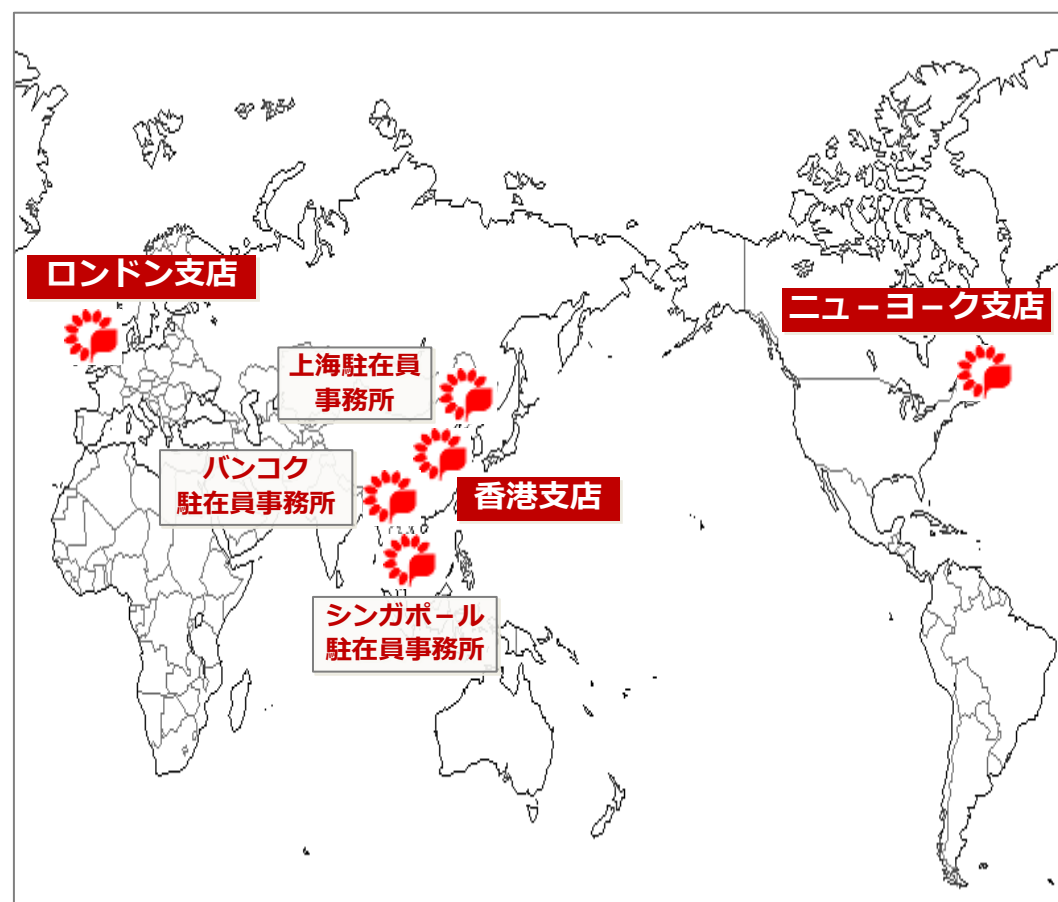 ロンドン支店
ニューヨーク支店
上海駐在員
事務所
バンコク
駐在員事務所
香港支店
シンガポール
駐在員事務所